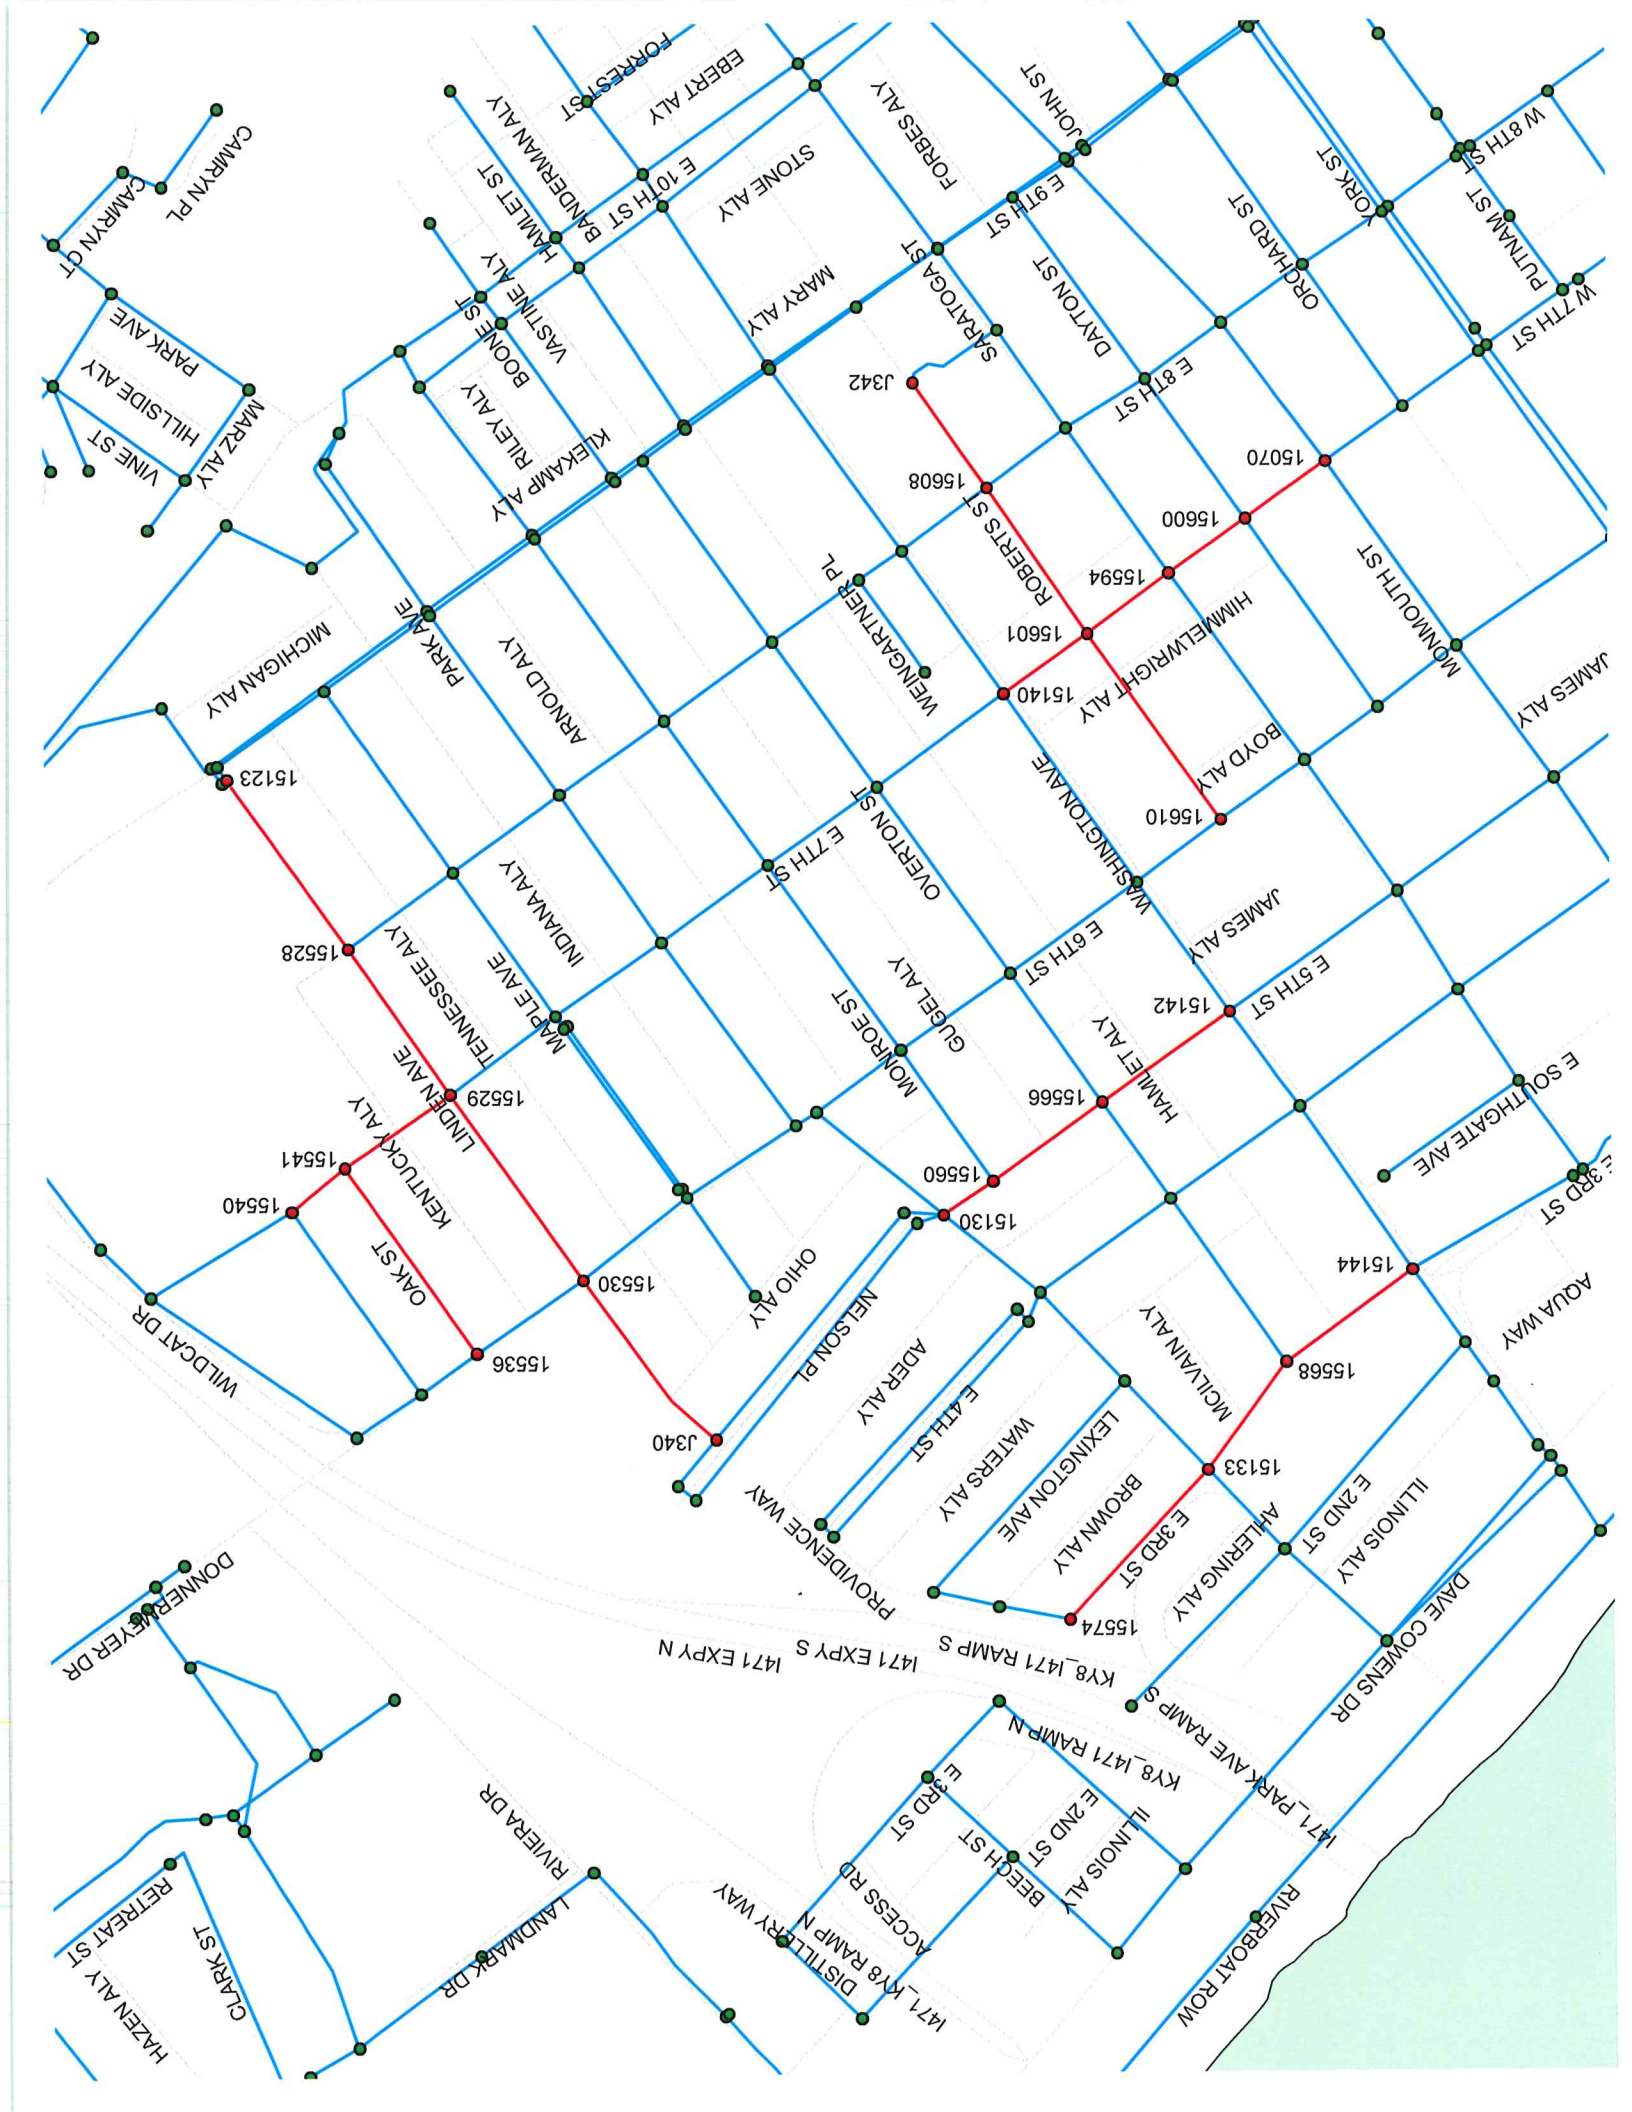 FORREST ST
EBERT ALY
BANDERMAN ALY
HAMLET ST
E 10TH ST
STONE ALY
FORBES ALY
JOHN ST
E 9TH ST
YORK ST
W 8TH ST
PUTNAM ST
W 7TH ST
ORCHARD ST
DAYTON ST
SARATOGA ST
MARY ALY
CAMRYN PL
CAMRYN CT
PARK AVE
HILLSIDE ALY
VINE ST
MARZ ALY
VASTINE ALY
BOONE ST
RILEY ALY
KLEKAMP ALY
J342
E 8TH ST
15070
15608
15600
15594
ROBERTS ST
WEINGARTNER PL
15601
15140
HIMMELWRIGHT ALY
MONMOUTH ST
JAMES ALY
MICHIGAN ALY
PARK AVE
ARNOLD ALY
15123
BOYD ALY
15610
WASHINGTON AVE
OVERTON ST
E 7TH ST
INDIANA ALY
15528
TENNESSEE ALY
MAPLE AVE
GUGEL ALY
MONROE ST
E 6TH ST
JAMES ALY
E 5TH ST
15142
HAMLET ALY
15566
LINDEN AVE
15529
KENTUCKY ALY
15541
15540
OAK ST
15560
15130
E SOUTHGATE AVE
E 3RD ST
15144
AQUA WAY
15530
OHIO ALY
NELSON PL
WILDCAT DR
15536
ADER ALY
MCILVAIN ALY
15568
J340
E 4TH ST
WATERS ALY
LEXINGTON AVE
BROWN ALY
15133
E 3RD ST
AHLERING ALY
E 2ND ST
ILLINOIS ALY
PROVIDENCE WAY
15574
DAVE COWENS DR
DONNERMEYER DR
I471 EXPY N
I471 EXPY S
KY8_I471 RAMP S
I471_PARK AVE RAMP S
KY8_I471 RAMP N
E 3RD ST
E 2ND ST
ILLINOIS ALY
BEECH ST
RIVIERA DR
ACCESS RD
DISTILLERY WAY
I471_KY8 RAMP N
RIVERBOAT ROW
LANDMARK DR
RETREAT ST
CLARK ST
HAZEN ALY